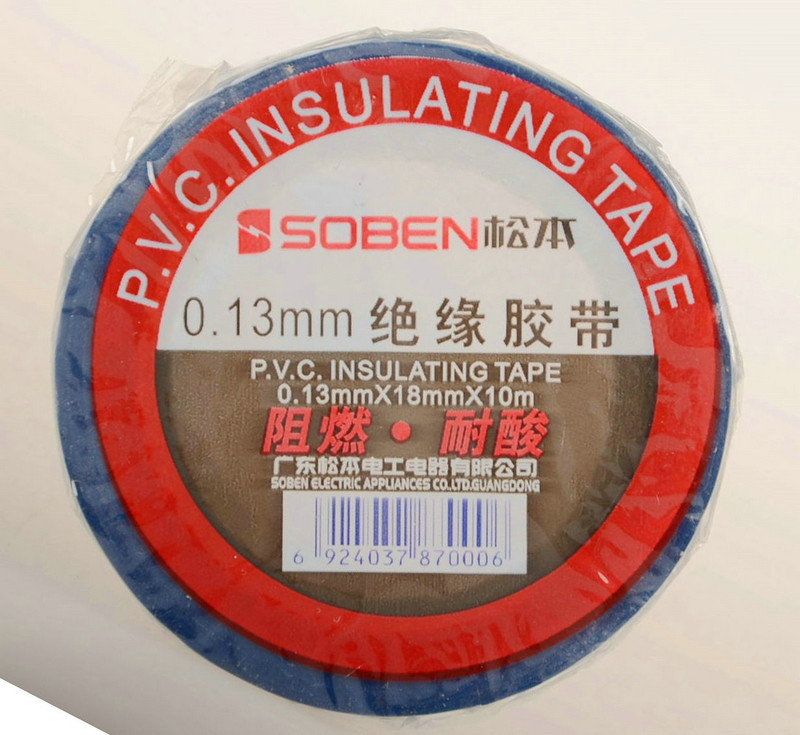 P.V.C. INSULATING TAPE
SOBEN松本
0.13mm 绝缘胶带
P.V.C. INSULATING TAPE
0.13mmX18mmX10m
阻燃·耐酸
广东松本电工电器有限公司
SOBEN ELECTRIC APPLIANCES CO.LTD.GUANGDONG
6 924037 870006